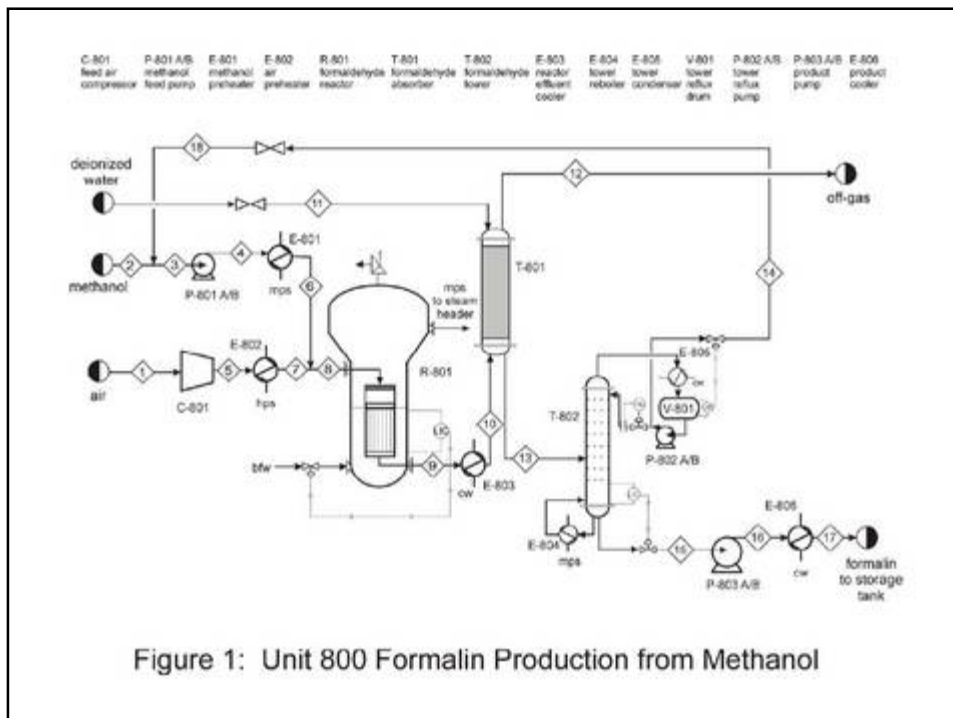 C-801 P-801 A/B E-801 E-802 R-801 T-801 T-802 E-803 E-804 E-805 V-801 P-802 A/B P-803 A/B E-806
feed air methanol methanol air formaldehyde formaldehyde formaldehyde reactor tower tower tower tower product product
compressor feed pump preheater preheater reactor absorber tower effluent reboiler condenser reflux reflux pump cooler
cooler drum pump
18
deionized
water
12
off-gas
11
E-801
4
T-801
14
2
3
methanol
P-801 A/B
mps
6
mps
to steam
header
E-802
E-805
1
5
7
8
R-801
air
C-801
hps
V-801
T-802
LIC
10
P-802 A/B
bfw
9
13
cw
E-803
E-804
mps
15
16
17
cw
P-803 A/B
formalin
to storage
tank
Figure 1: Unit 800 Formalin Production from Methanol